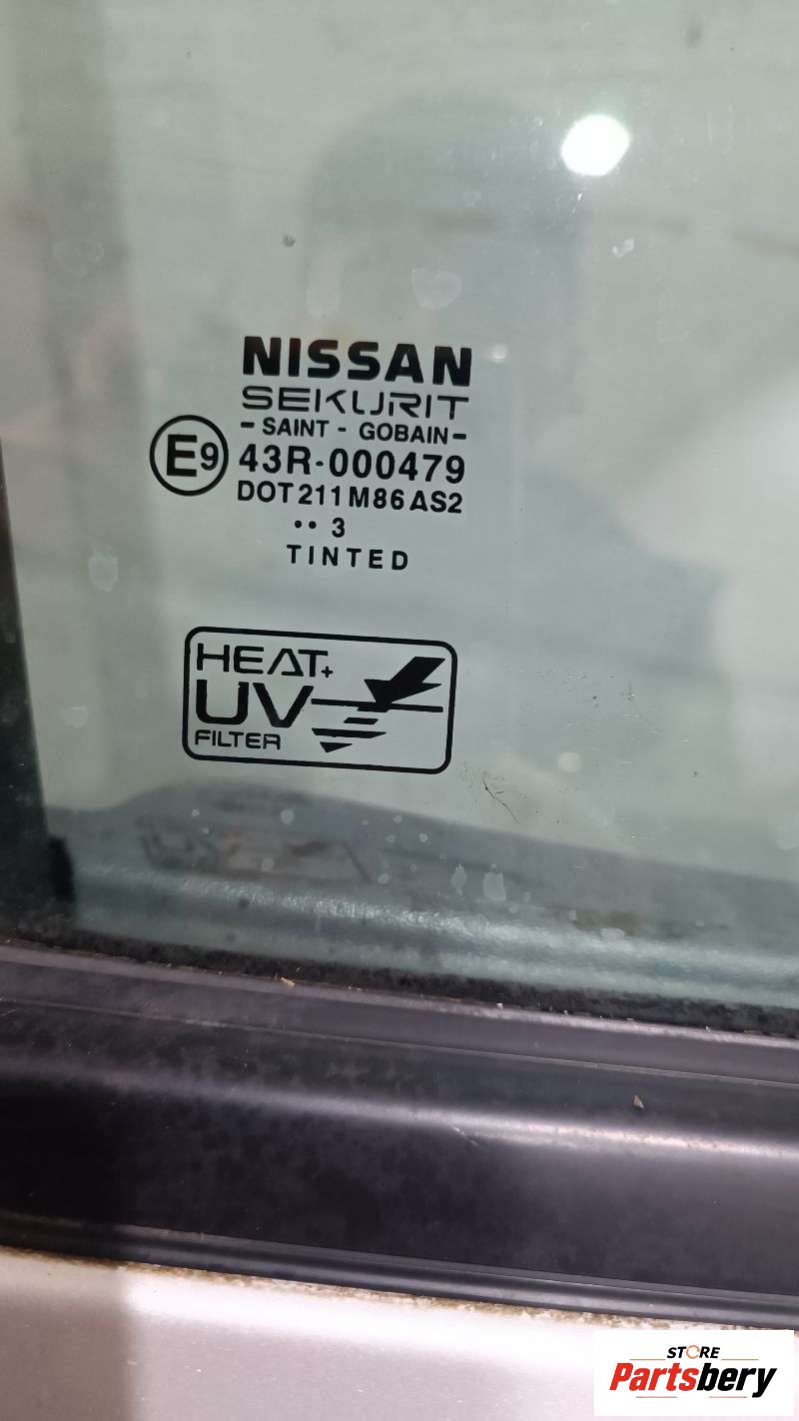 NISSAN
SEKURIT
- SAINT - GOBAIN -
E9 43R-000479
DOT 211 M86 AS2
•• 3
TINTED
HEAT+
UV
FILTER
STORE
Partsbery